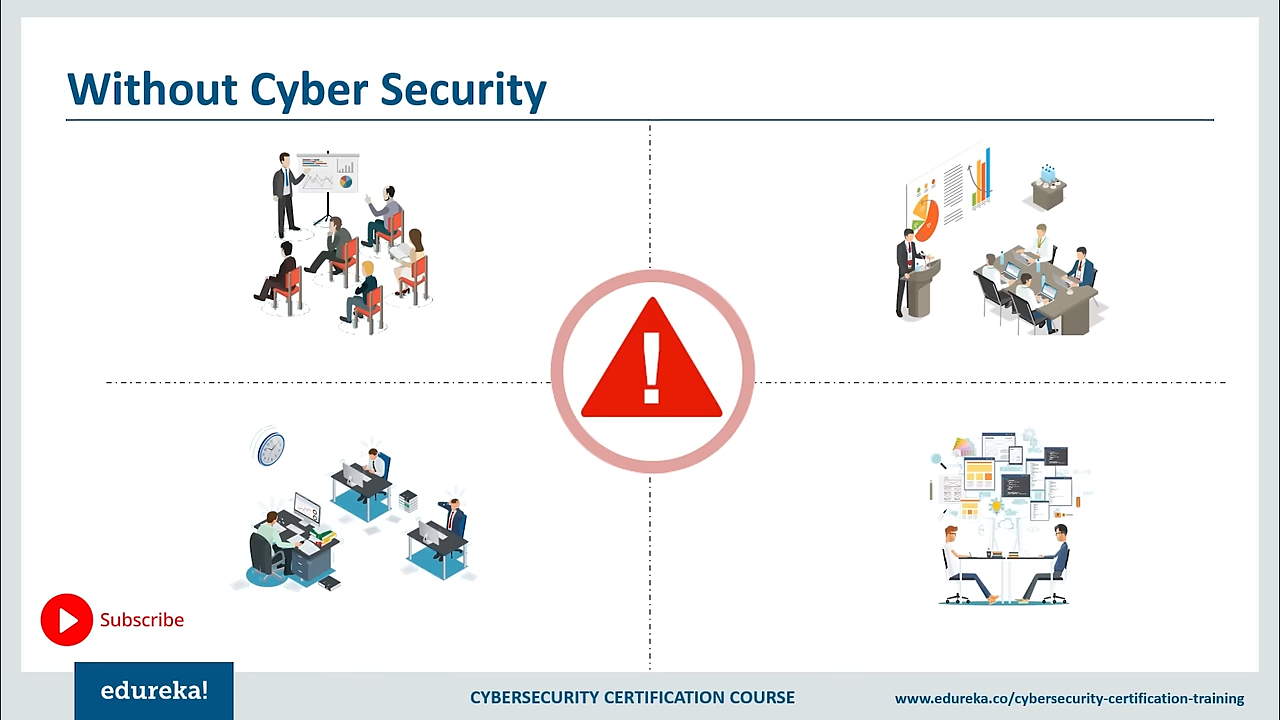 Without Cyber Security
Subscribe
edureka!
CYBERSECURITY CERTIFICATION COURSE
www.edureka.co/cybersecurity-certification-training